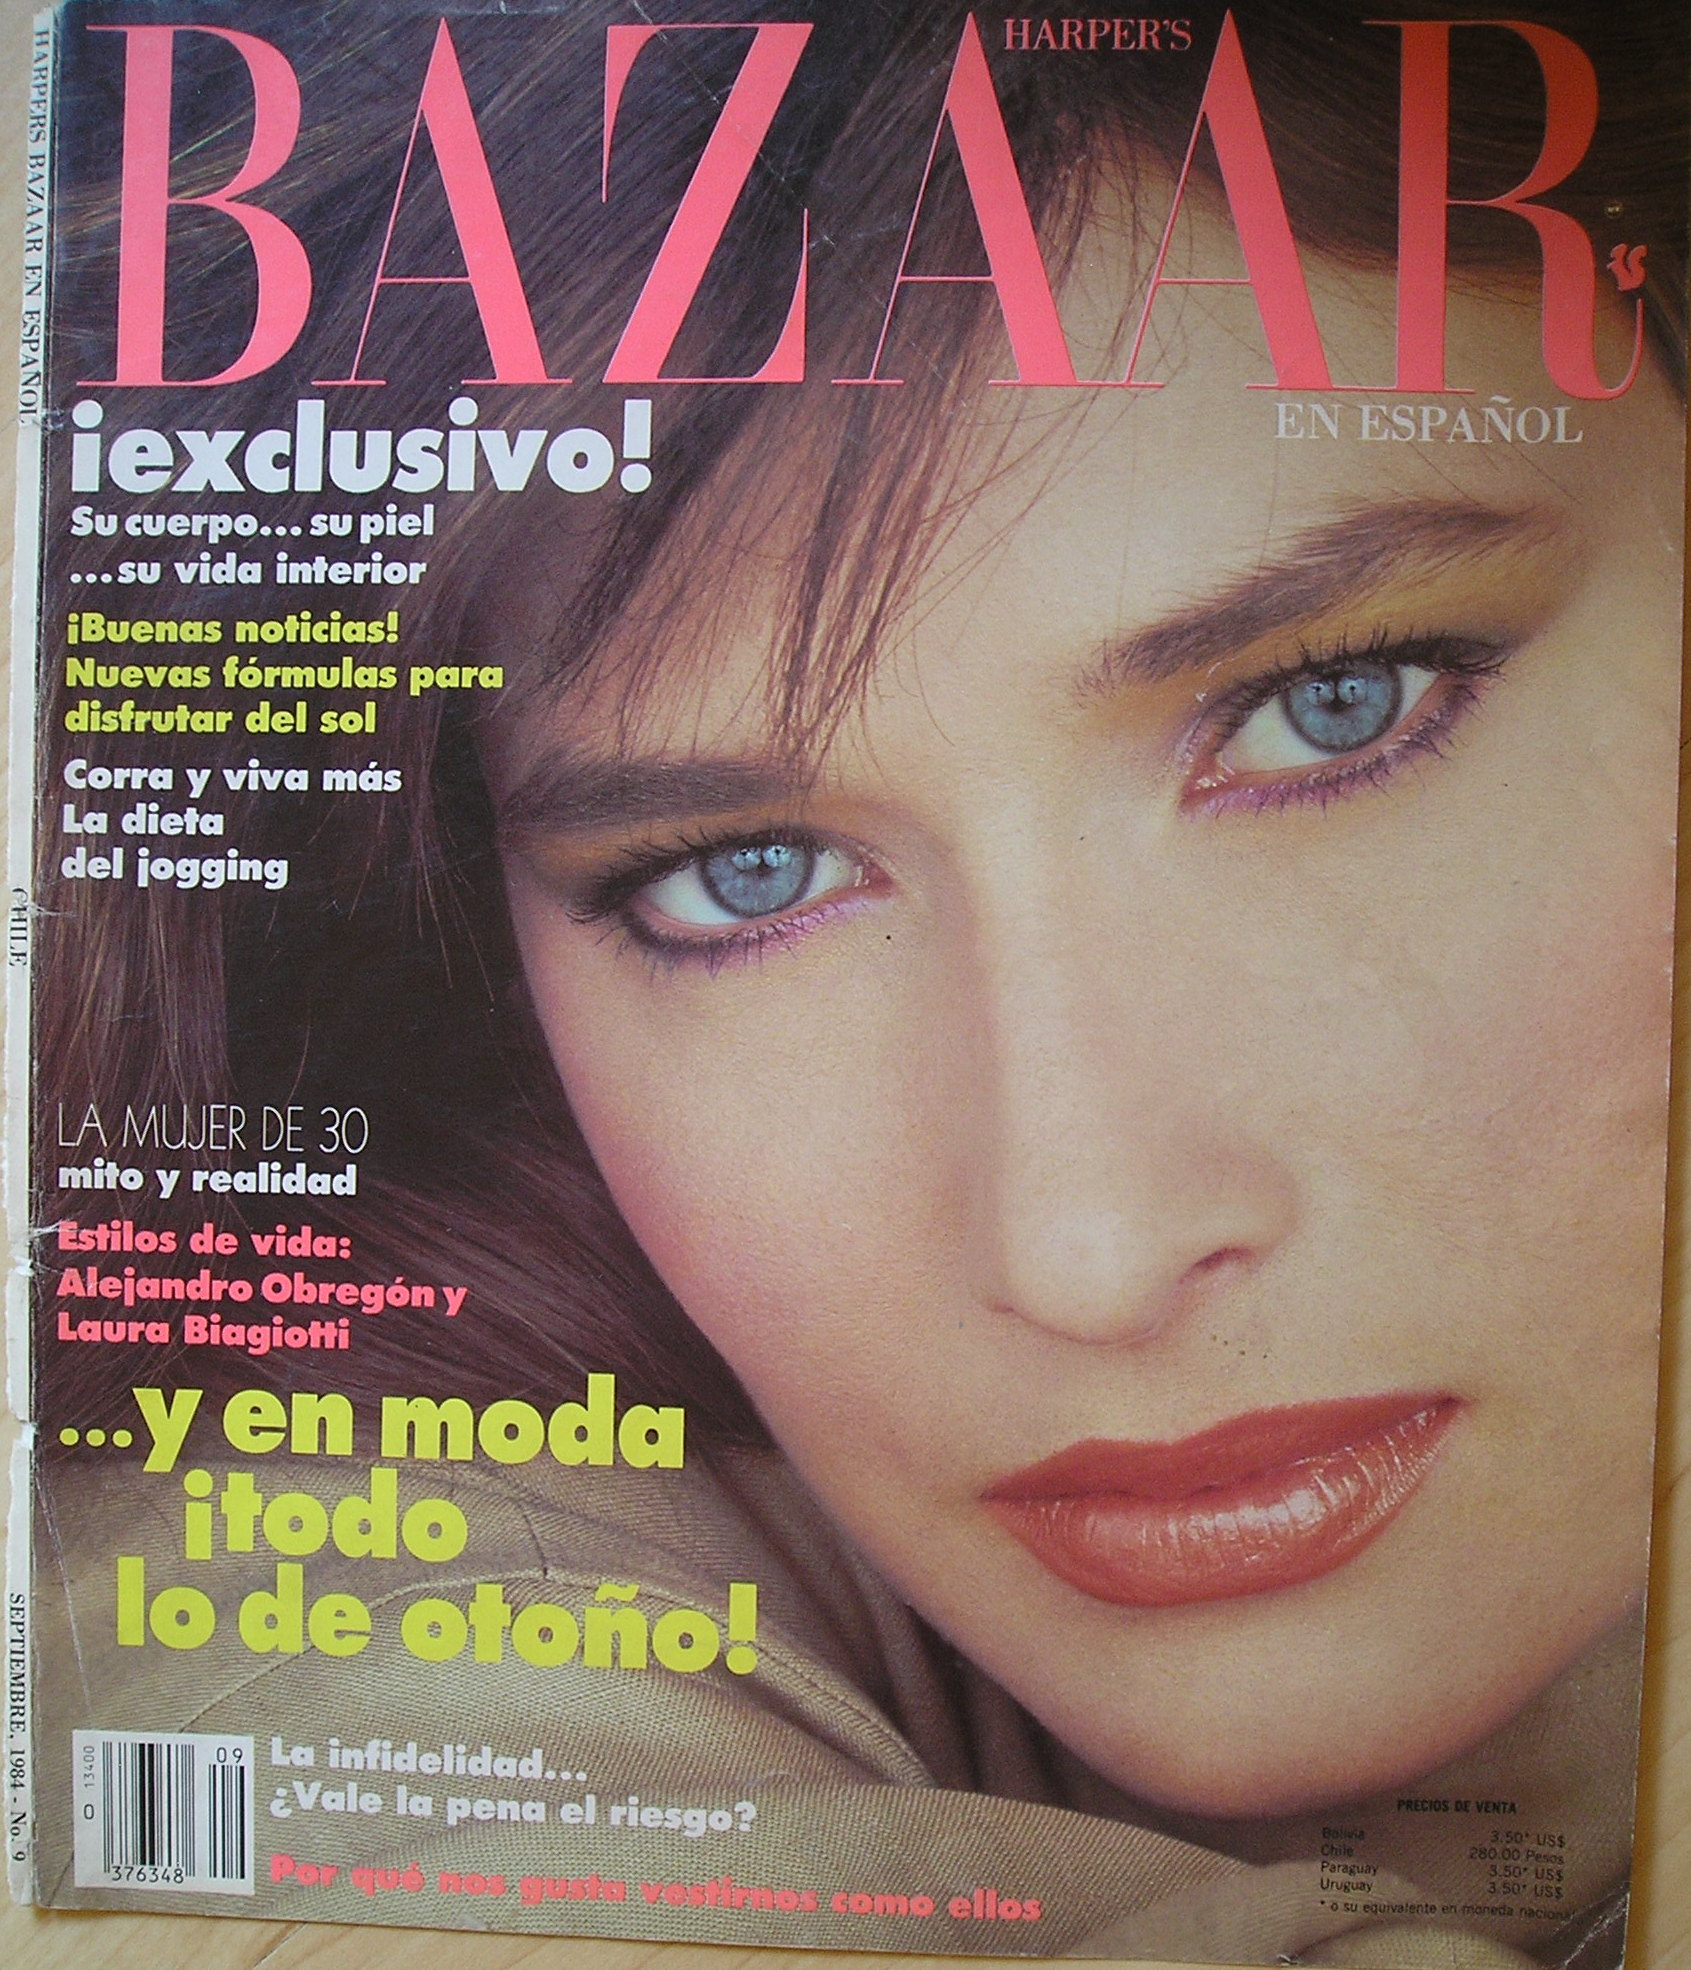 HARPER'S
BAZAAR
EN ESPAÑOL
¡exclusivo!
Su cuerpo... su piel
...su vida interior
¡Buenas noticias!
Nuevas fórmulas para
disfrutar del sol
Corra y viva más
La dieta
del jogging
LA MUJER DE 30
mito y realidad
Estilos de vida:
Alejandro Obregón y
Laura Biagiotti
...y en moda
¡todo
lo de otoño!
La infidelidad...
¿Vale la pena el riesgo?
Por qué nos gusta vestirnos como ellos
0 13400
376348
09
PRECIOS DE VENTA
Bolivia 3.50* US$
Chile 280.00 Pesos
Paraguay 3.50* US$
Uruguay 3.50* US$
* o su equivalente en moneda nacional
HARPERS BAZAAR EN ESPAÑOL
CHILE
SEPTIEMBRE, 1984 - No. 9